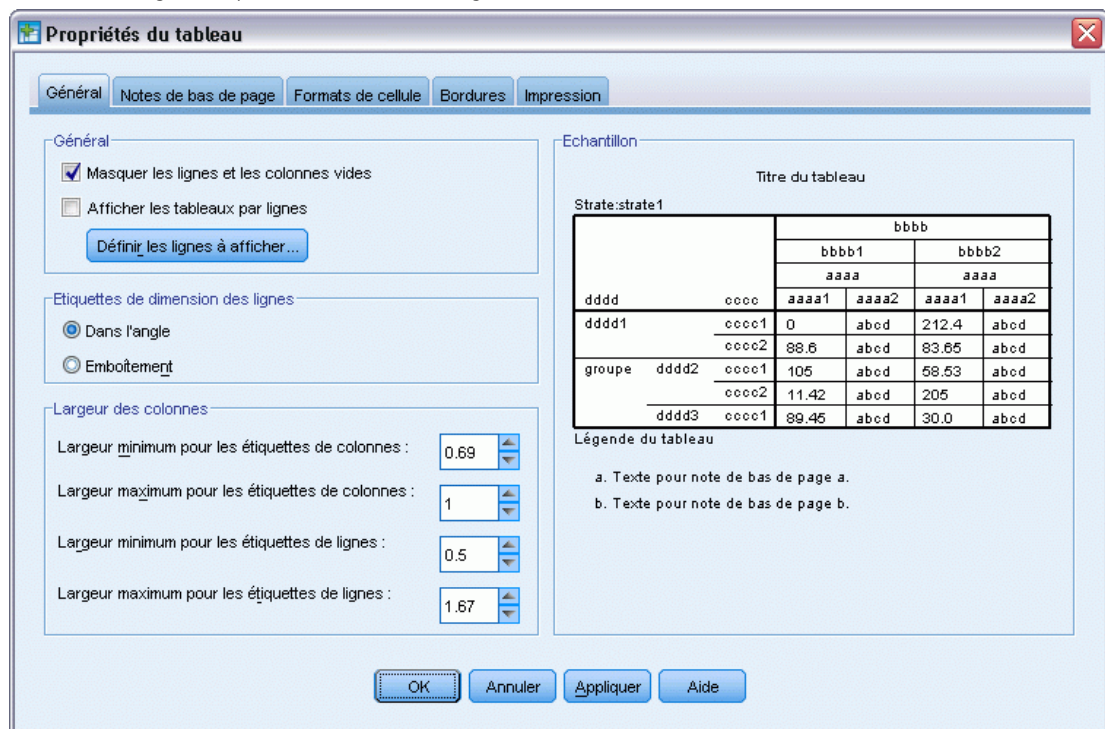 Propriétés du tableau
Général Notes de bas de page Formats de cellule Bordures Impression
Général
Masquer les lignes et les colonnes vides
Afficher les tableaux par lignes
Définir les lignes à afficher...
Etiquettes de dimension des lignes
Dans l'angle
Emboîtement
Largeur des colonnes
Largeur minimum pour les étiquettes de colonnes : 0.69
Largeur maximum pour les étiquettes de colonnes : 1
Largeur minimum pour les étiquettes de lignes : 0.5
Largeur maximum pour les étiquettes de lignes : 1.67
Echantillon
Titre du tableau
Strate:strate1
bbbb
bbbb1 bbbb2
aaaa aaaa
dddd cccc aaaa1 aaaa2 aaaa1 aaaa2
dddd1 cccc1 0 abcd 212.4 abcd
cccc2 88.6 abcd 83.65 abcd
groupe dddd2 cccc1 105 abcd 58.53 abcd
cccc2 11.42 abcd 205 abcd
dddd3 cccc1 89.45 abcd 30.0 abcd
Légende du tableau
a. Texte pour note de bas de page a.
b. Texte pour note de bas de page b.
OK Annuler Appliquer Aide